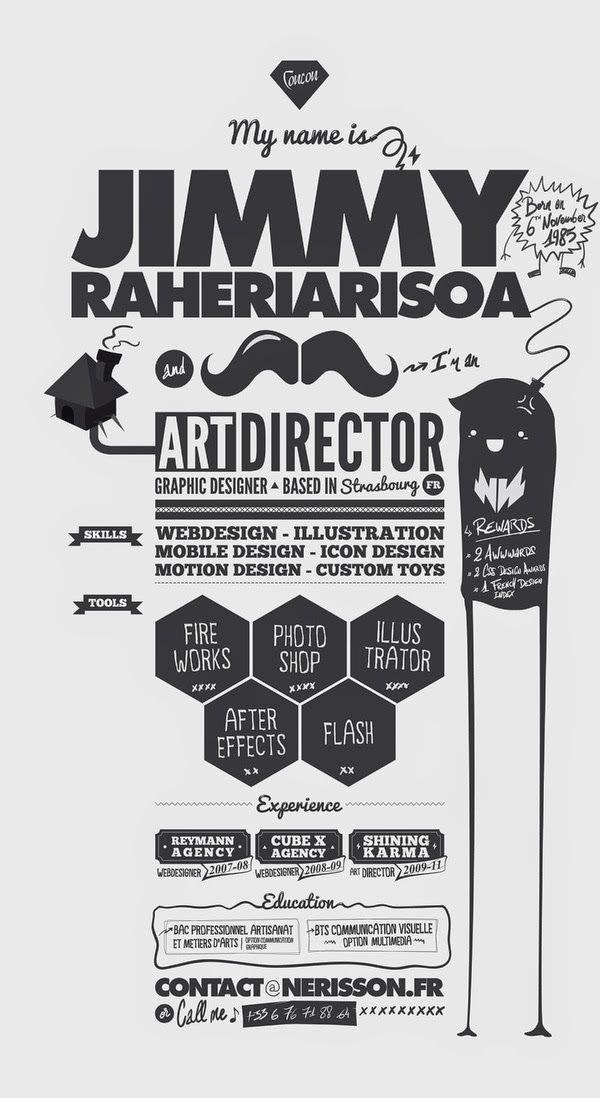 Coucou
My name is
JIMMY
Born on
6TH November
1985
RAHERIARISOA
and
I'm an
ARTDIRECTOR
GRAPHIC DESIGNER ▲ BASED IN Strasbourg FR
SKILLS
WEBDESIGN - ILLUSTRATION
MOBILE DESIGN - ICON DESIGN
MOTION DESIGN - CUSTOM TOYS
REWARDS
2 AWWWARDS
2 CSS DESIGN AWARDS
1 FRENCH DESIGN
INDEX
TOOLS
FIRE
WORKS
xxxx
PHOTO
SHOP
xxxx
ILLUS
TRATOR
xxxx
AFTER
EFFECTS
xx
FLASH
xx
Experience
REYMANN
AGENCY
WEBDESIGNER 2007-08
CUBE X
AGENCY
WEBDESIGNER 2008-09
SHINING
KARMA
ART DIRECTOR 2009-11
Education
BAC PROFESSIONNEL ARTISANAT
ET METIERS D'ARTS | OPTION COMMUNICATION
GRAPHIQUE
BTS COMMUNICATION VISUELLE
OPTION MULTIMEDIA
CONTACT@NERISSON.FR
or Call me ♪ +33 6 76 71 88 64 xxxxxxxxx